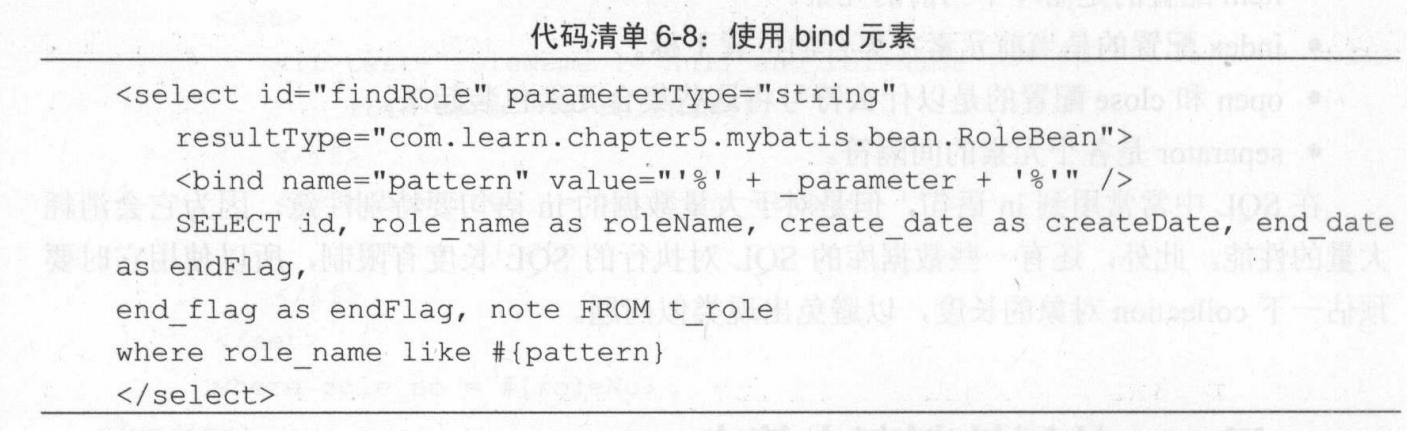 代码清单 6-8：使用 bind 元素
<select id="findRole" parameterType="string"
resultType="com.learn.chapter5.mybatis.bean.RoleBean">
<bind name="pattern" value="'%' + _parameter + '%'" />
SELECT id, role_name as roleName, create_date as createDate, end_date
as endFlag,
end_flag as endFlag, note FROM t_role
where role_name like #{pattern}
</select>